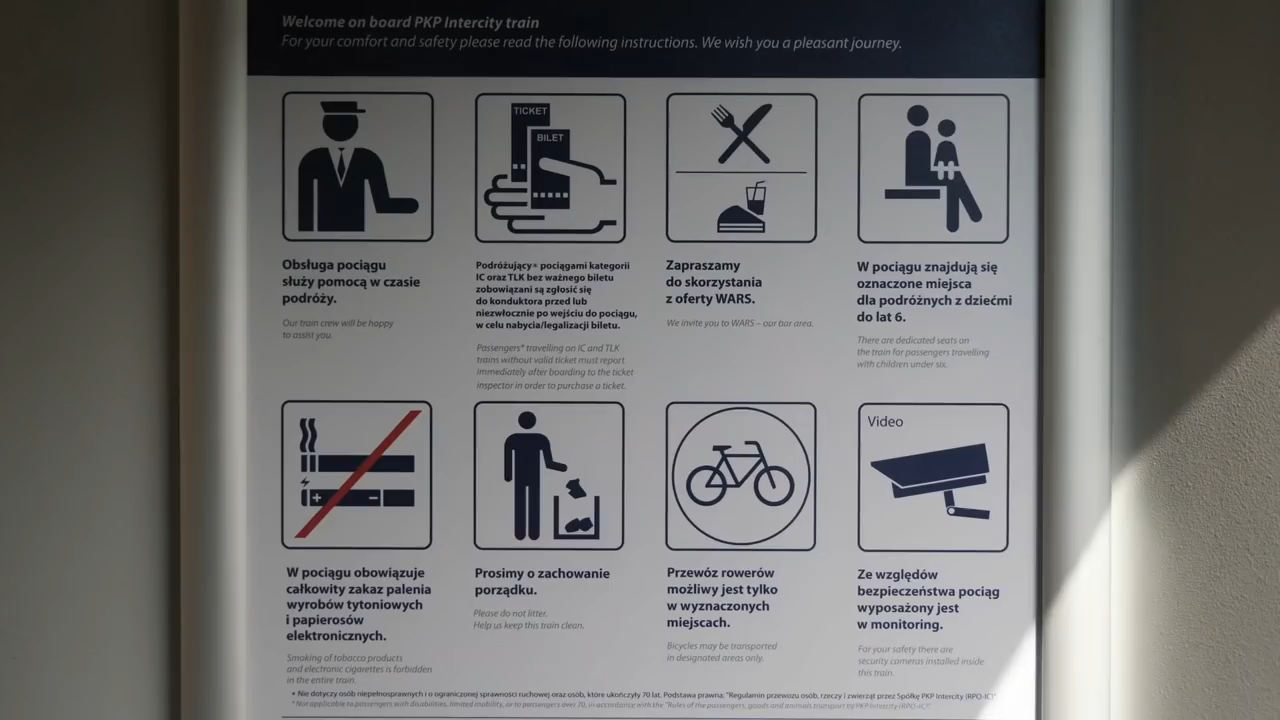 Welcome on board PKP Intercity train
For your comfort and safety please read the following instructions. We wish you a pleasant journey.
TICKET
BILET
Obsługa pociągu
służy pomocą w czasie
podróży.
Our train crew will be happy
to assist you.
Podróżujący* pociągami kategorii
IC oraz TLK bez ważnego biletu
zobowiązani są zgłosić się
do konduktora przed lub
niezwłocznie po wejściu do pociągu,
w celu nabycia/legalizacji biletu.
Passengers* travelling on IC and TLK
trains without valid ticket must report
immediately after boarding to the ticket
inspector in order to purchase a ticket.
Zapraszamy
do skorzystania
z oferty WARS.
We invite you to WARS – our bar area.
W pociągu znajdują się
oznaczone miejsca
dla podróżnych z dziećmi
do lat 6.
There are dedicated seats on
the train for passengers travelling
with children under six.
W pociągu obowiązuje
całkowity zakaz palenia
wyrobów tytoniowych
i papierosów
elektronicznych.
Smoking of tobacco products
and electronic cigarettes is forbidden
in the entire train.
Prosimy o zachowanie
porządku.
Please do not litter.
Help us keep this train clean.
Przewóz rowerów
możliwy jest tylko
w wyznaczonych
miejscach.
Bicycles may be transported
in designated areas only.
Video
Ze względów
bezpieczeństwa pociąg
wyposażony jest
w monitoring.
For your safety there are
security cameras installed inside
this train.
* Nie dotyczy osób niepełnosprawnych i o ograniczonej sprawności ruchowej oraz osób, które ukończyły 70 lat. Podstawa prawna: "Regulamin przewozu osób, rzeczy i zwierząt przez Spółkę PKP Intercity (RPO-IC)".
* Not applicable to passengers with disabilities, limited mobility, or to passengers over 70, in accordance with the "Rules of the passengers, goods and animals transport by PKP Intercity (RPO-IC)".